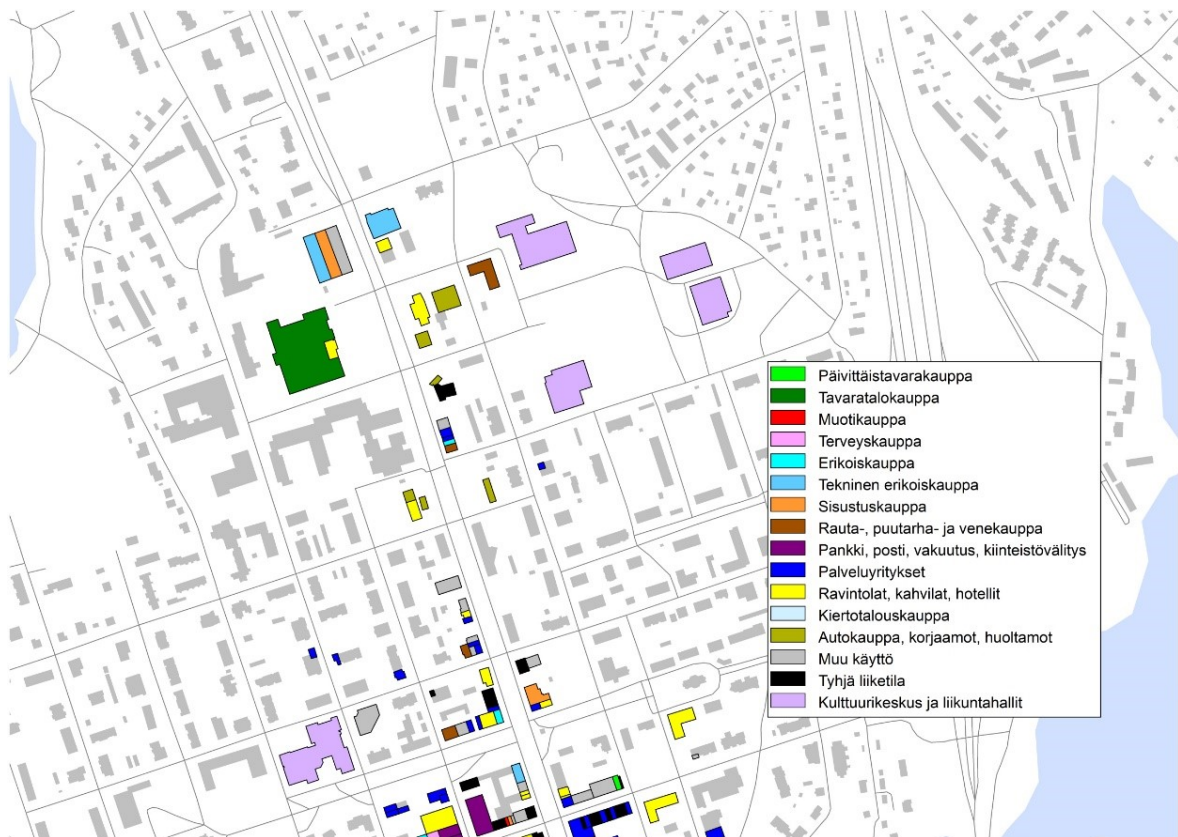 Päivittäistavarakauppa
Tavaratalokauppa
Muotikauppa
Terveyskauppa
Erikoiskauppa
Tekninen erikoiskauppa
Sisustuskauppa
Rauta-, puutarha- ja venekauppa
Pankki, posti, vakuutus, kiinteistövälitys
Palveluyritykset
Ravintolat, kahvilat, hotellit
Kiertotalouskauppa
Autokauppa, korjaamot, huoltamot
Muu käyttö
Tyhjä liiketila
Kulttuurikeskus ja liikuntahallit